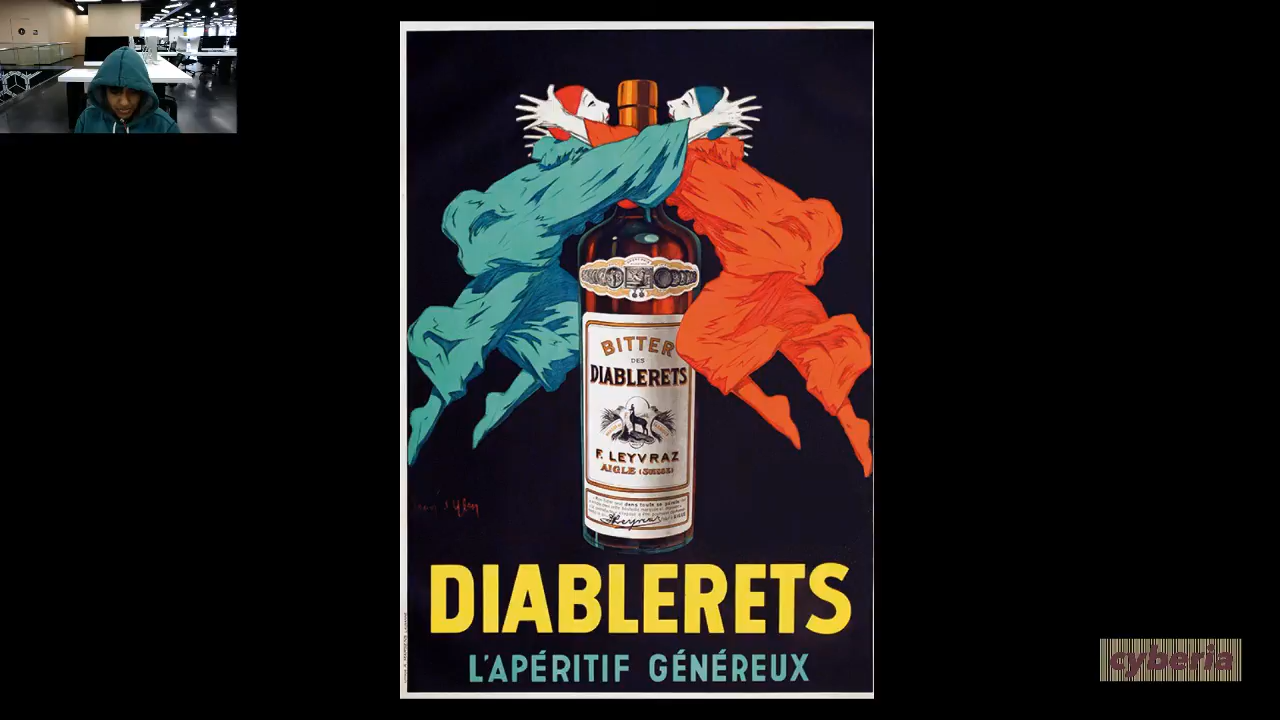 BITTER
DES
DIABLERETS
F. LEYVRAZ
AIGLE (SUISSE)
DIABLERETS
L'APÉRITIF GÉNÉREUX
cyberia